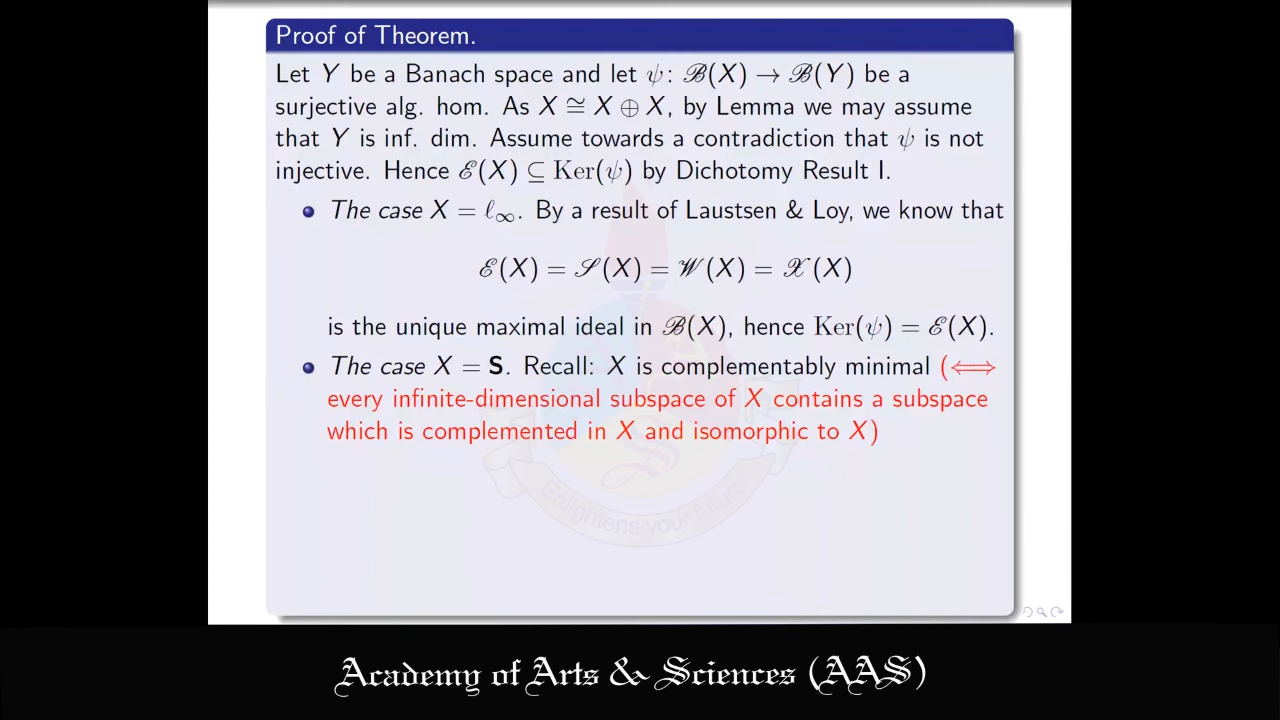 Proof of Theorem.
Let Y be a Banach space and let ψ: ℬ(X) → ℬ(Y) be a
surjective alg. hom. As X ≅ X ⊕ X, by Lemma we may assume
that Y is inf. dim. Assume towards a contradiction that ψ is not
injective. Hence ℰ(X) ⊆ Ker(ψ) by Dichotomy Result I.
The case X = ℓ∞. By a result of Laustsen & Loy, we know that
ℰ(X) = 𝒮(X) = 𝒲(X) = 𝒳(X)
is the unique maximal ideal in ℬ(X), hence Ker(ψ) = ℰ(X).
The case X = S. Recall: X is complementably minimal (⟺
every infinite-dimensional subspace of X contains a subspace
which is complemented in X and isomorphic to X)
Enlightens your future
Academy of Arts & Sciences (AAS)